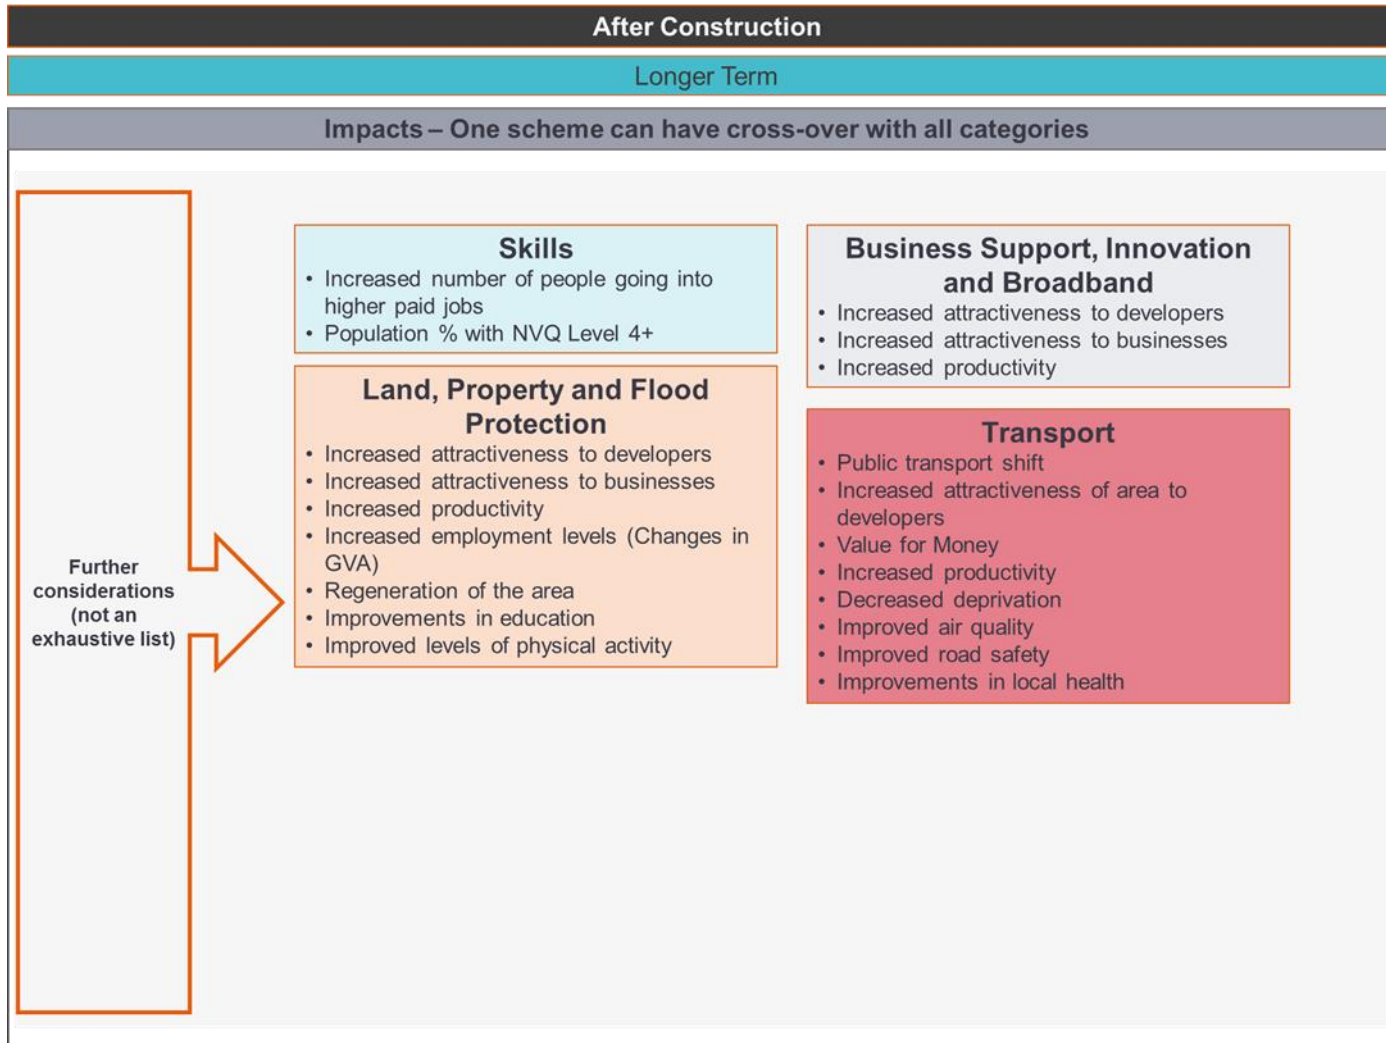 After Construction
Longer Term
Impacts – One scheme can have cross-over with all categories
Further
considerations
(not an
exhaustive list)
Skills
• Increased number of people going into
higher paid jobs
• Population % with NVQ Level 4+
Land, Property and Flood
Protection
• Increased attractiveness to developers
• Increased attractiveness to businesses
• Increased productivity
• Increased employment levels (Changes in
GVA)
• Regeneration of the area
• Improvements in education
• Improved levels of physical activity
Business Support, Innovation
and Broadband
• Increased attractiveness to developers
• Increased attractiveness to businesses
• Increased productivity
Transport
• Public transport shift
• Increased attractiveness of area to
developers
• Value for Money
• Increased productivity
• Decreased deprivation
• Improved air quality
• Improved road safety
• Improvements in local health